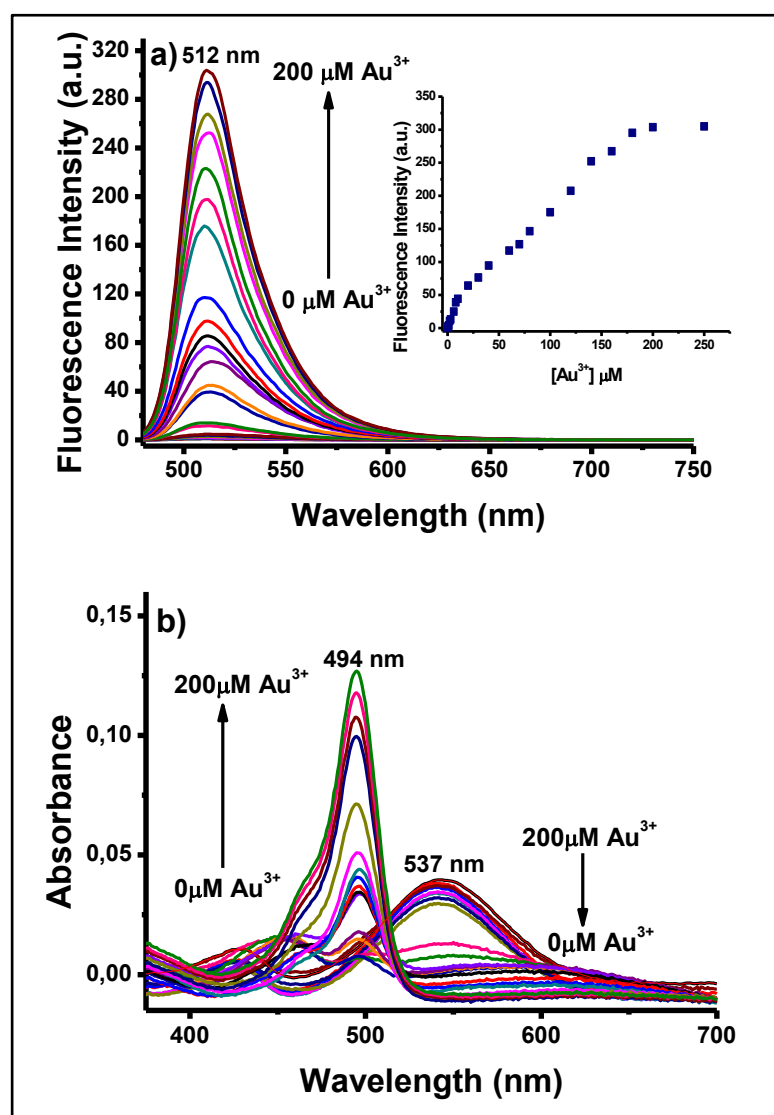 a)
512 nm
200 μM Au³⁺
0 μM Au³⁺
320
280
240
200
160
120
80
40
0
Fluorescence Intensity (a.u.)
500
550
600
650
700
750
Wavelength (nm)
350
300
250
200
150
100
50
0
Fluorescence Intensity (a.u.)
0
50
100
150
200
250
[Au³⁺] μM
b)
494 nm
200μM Au³⁺
0μM Au³⁺
537 nm
200μM Au³⁺
0μM Au³⁺
0,15
0,10
0,05
0,00
Absorbance
400
500
600
700
Wavelength (nm)